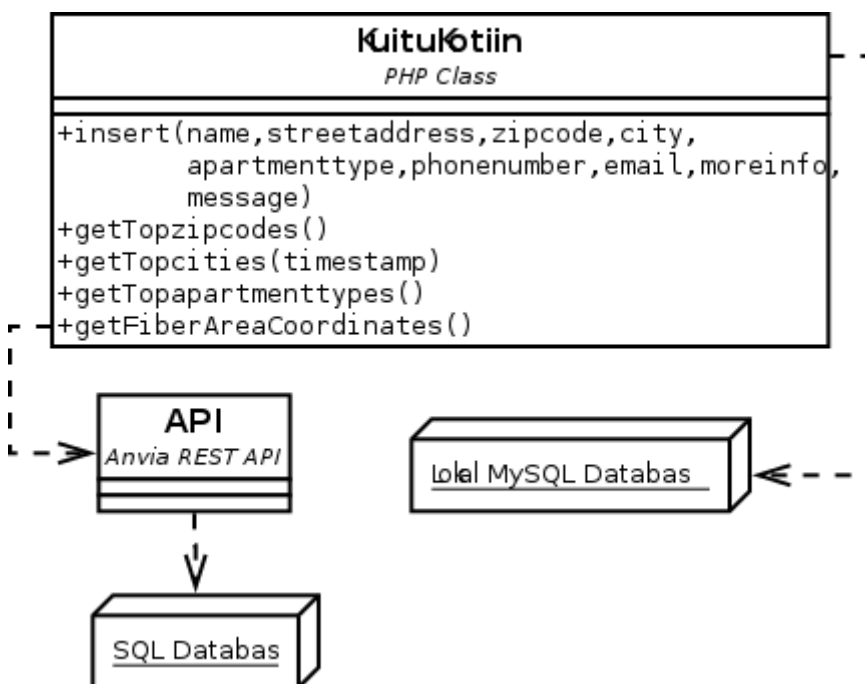 KuituKotiin
PHP Class
+insert(name,streetaddress,zipcode,city,
apartmenttype,phonenumber,email,moreinfo,
message)
+getTopzipcodes()
+getTopcities(timestamp)
+getTopapartmenttypes()
+getFiberAreaCoordinates()
API
Anvia REST API
Lokal MySQL Databas
SQL Databas